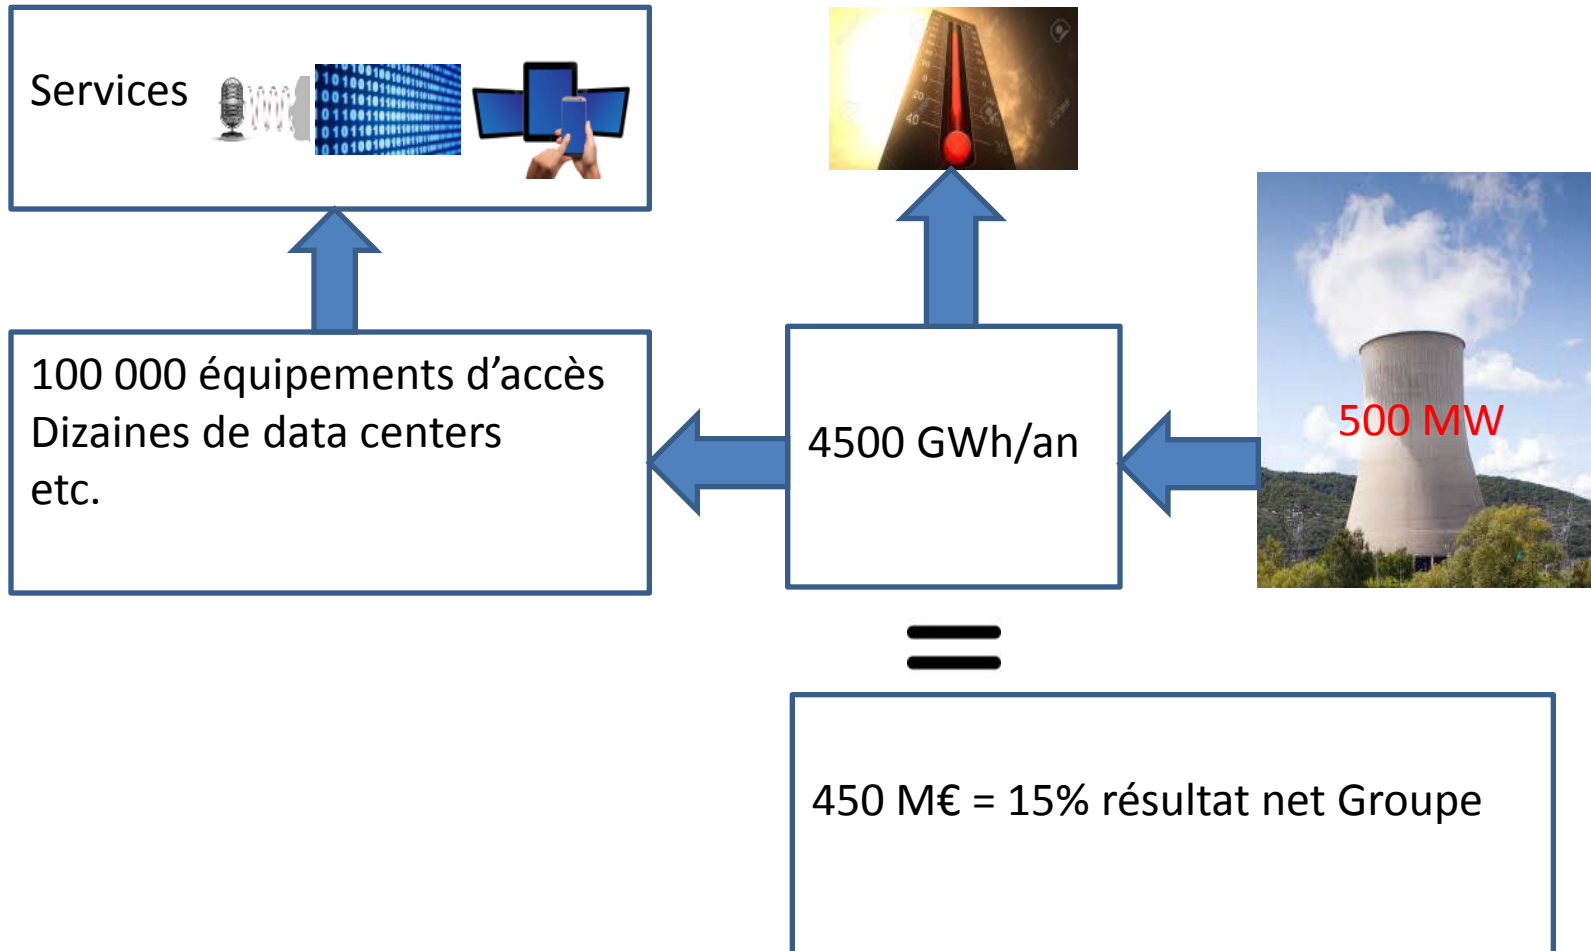 Services
100 000 équipements d’accès
Dizaines de data centers
etc.
4500 GWh/an
500 MW
450 M€ = 15% résultat net Groupe